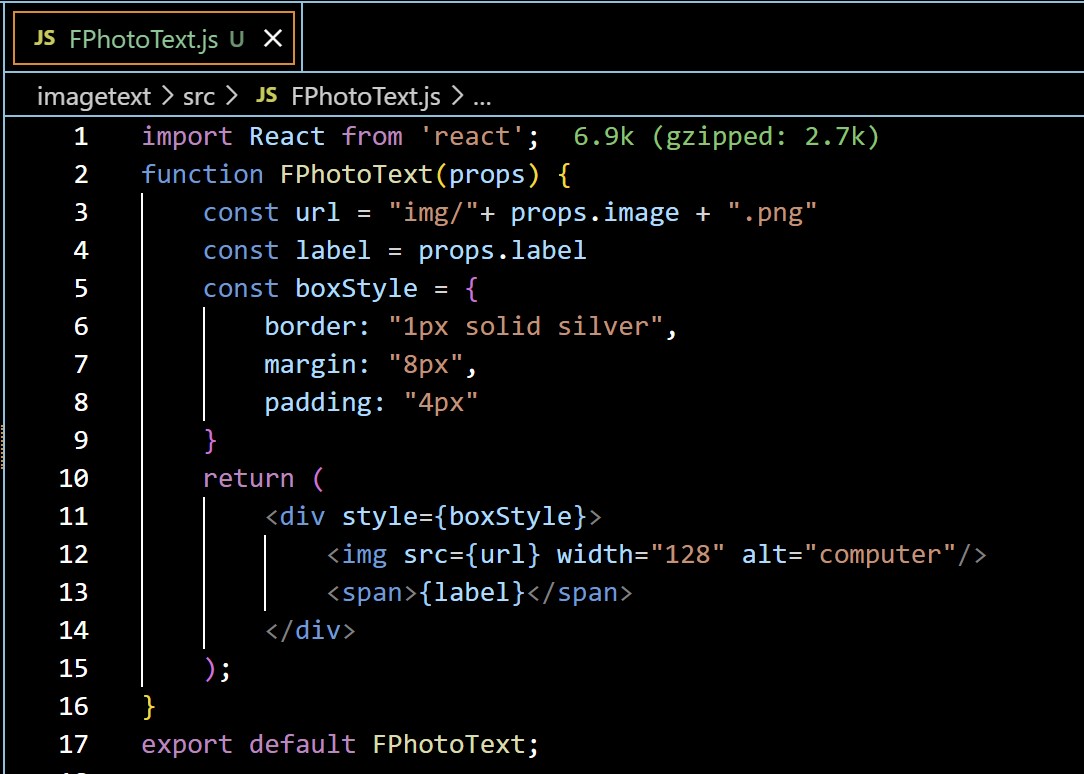 JS FPhotoText.js U ×
imagetext > src > JS FPhotoText.js > ...
1 import React from 'react'; 6.9k (gzipped: 2.7k)
2 function FPhotoText(props) {
3     const url = "img/"+ props.image + ".png"
4     const label = props.label
5     const boxStyle = {
6         border: "1px solid silver",
7         margin: "8px",
8         padding: "4px"
9     }
10     return (
11         <div style={boxStyle}>
12             <img src={url} width="128" alt="computer"/>
13             <span>{label}</span>
14         </div>
15     );
16 }
17 export default FPhotoText;